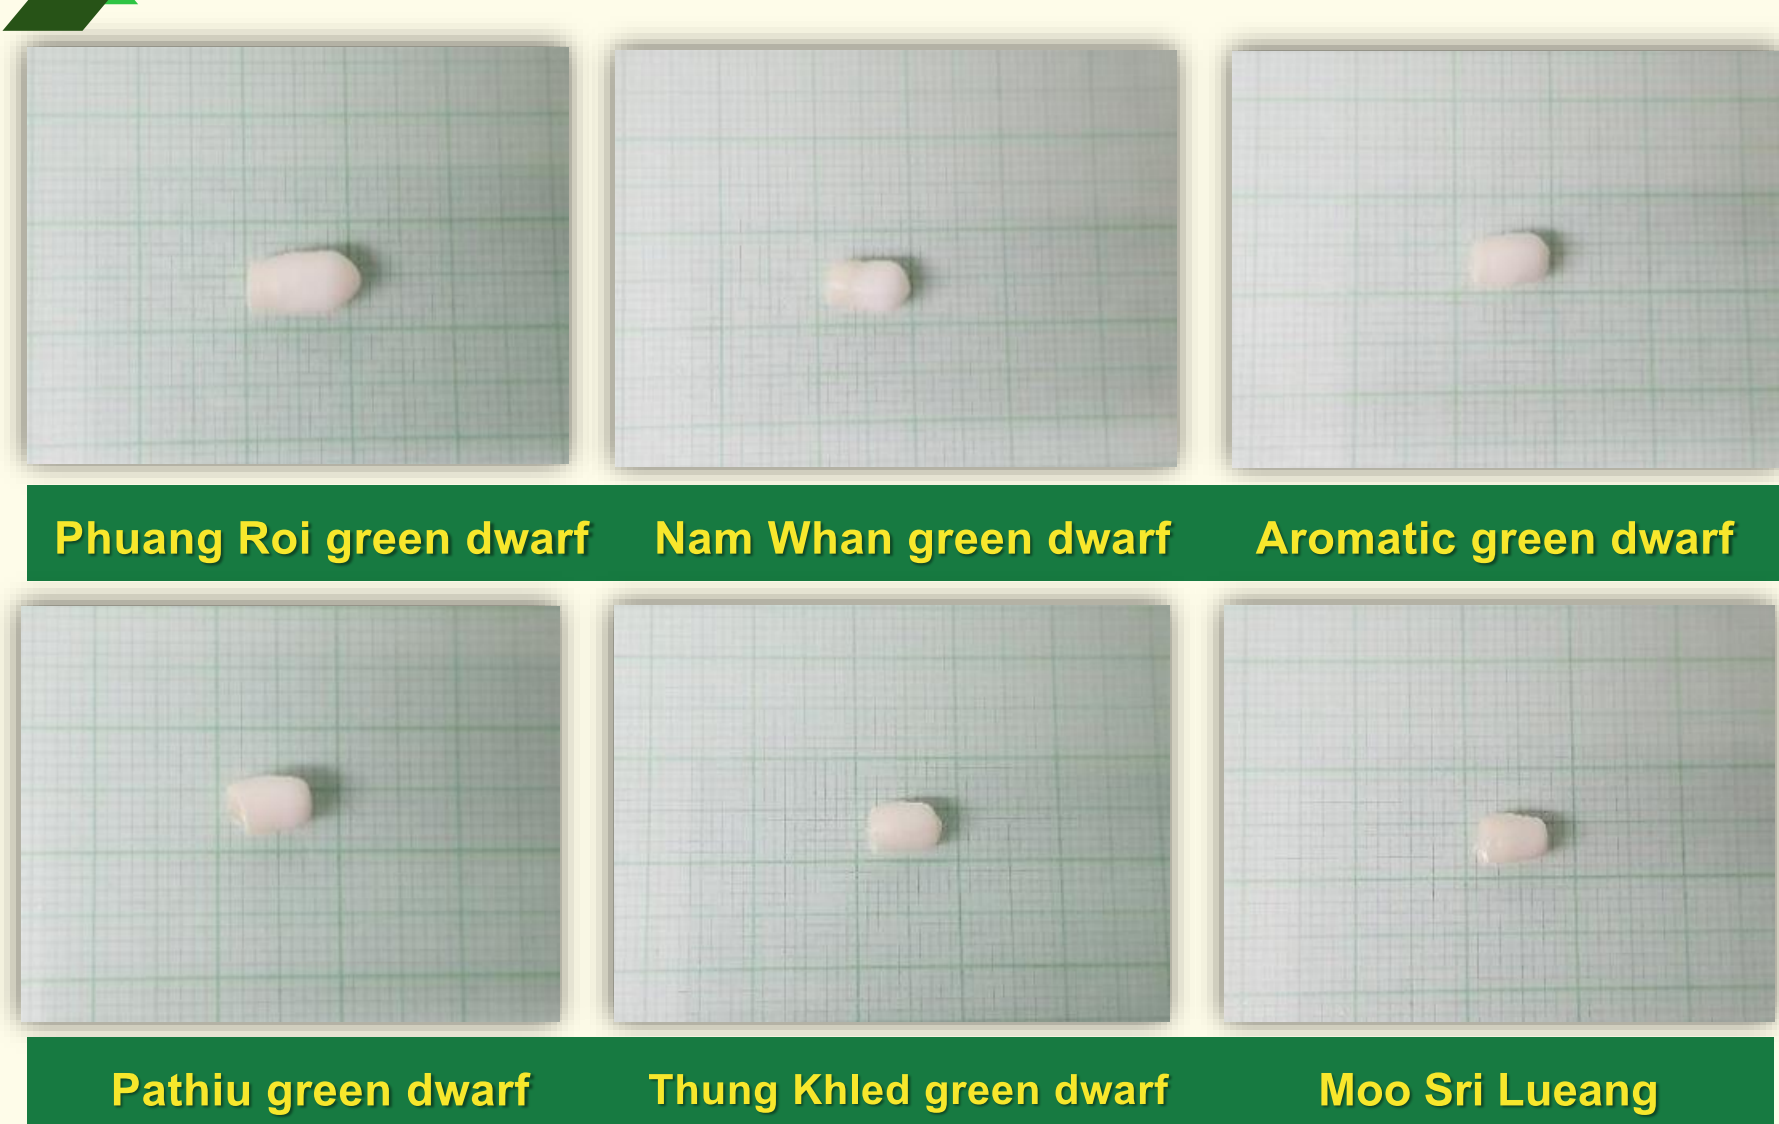 Phuang Roi green dwarf
Nam Whan green dwarf
Aromatic green dwarf
Pathiu green dwarf
Thung Khled green dwarf
Moo Sri Lueang